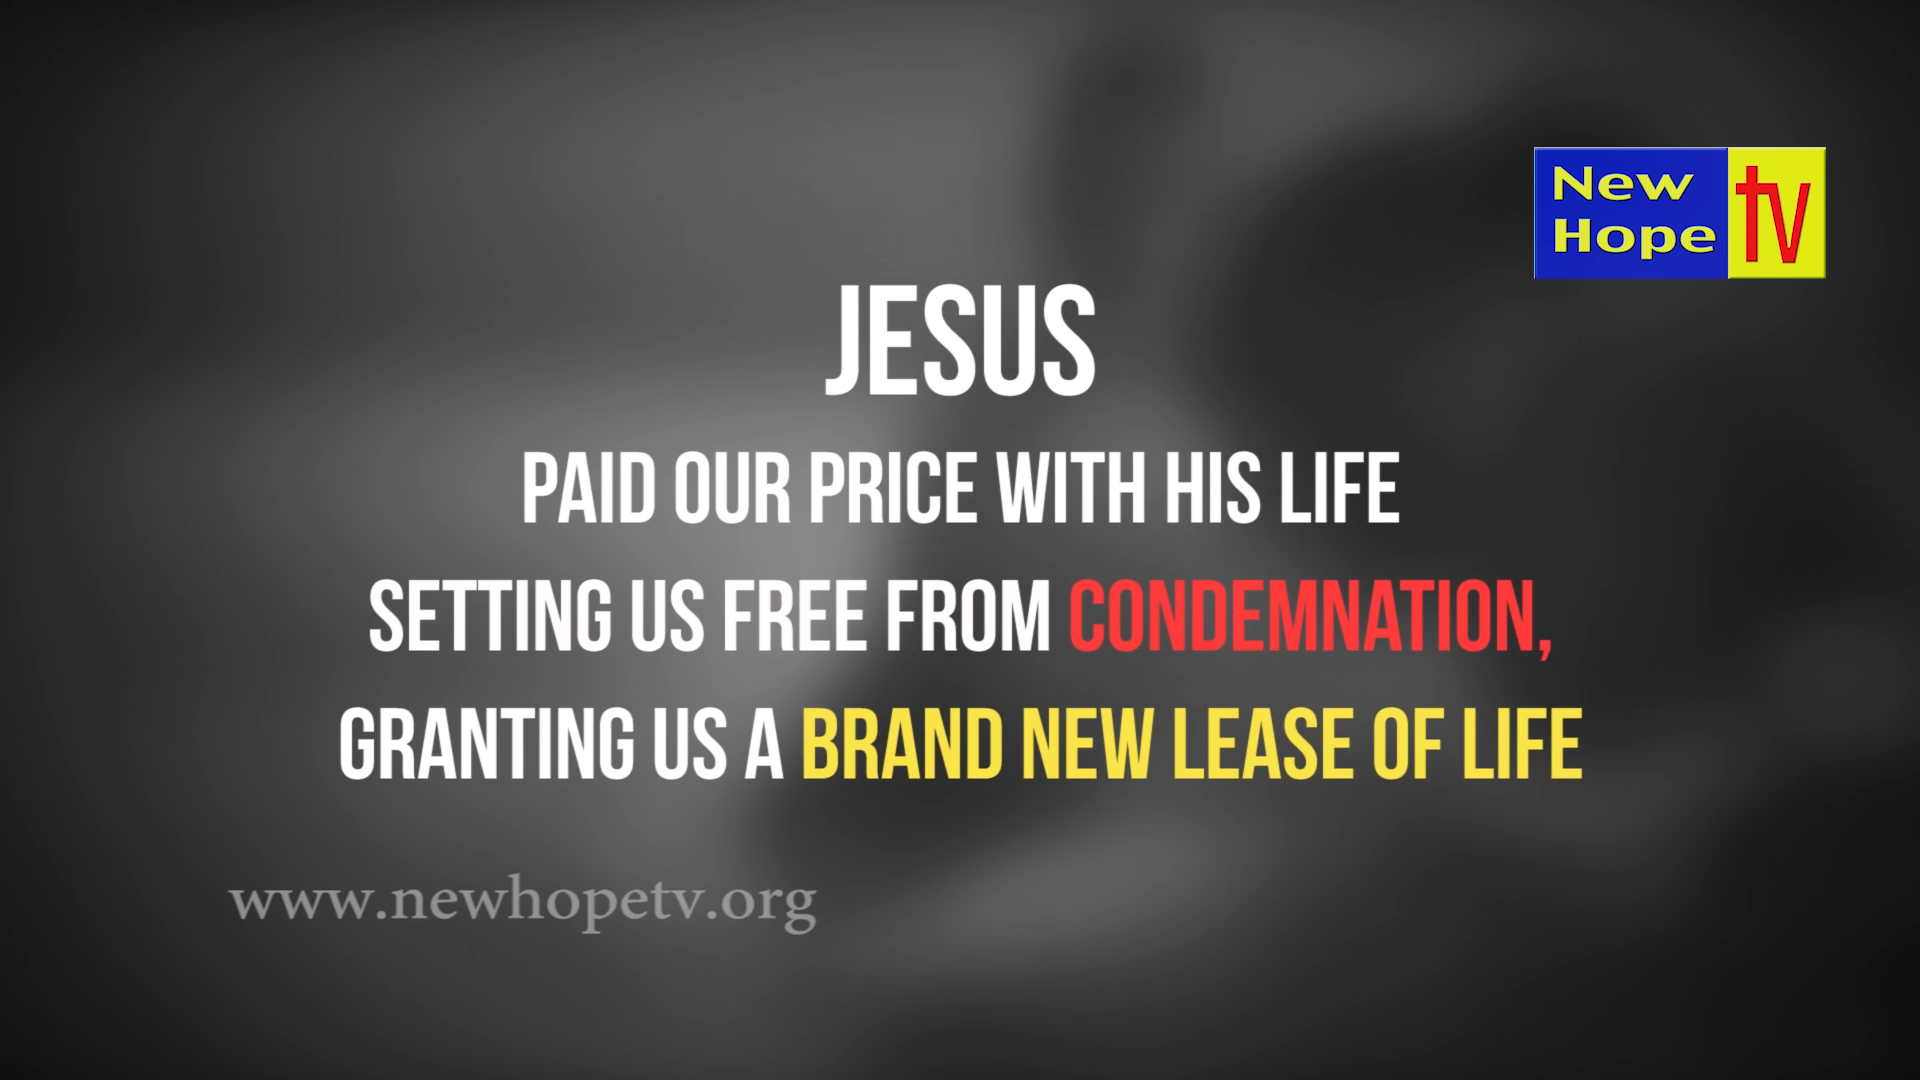 New
Hope
tv
JESUS
PAID OUR PRICE WITH HIS LIFE
SETTING US FREE FROM CONDEMNATION,
GRANTING US A BRAND NEW LEASE OF LIFE
www.newhopetv.org